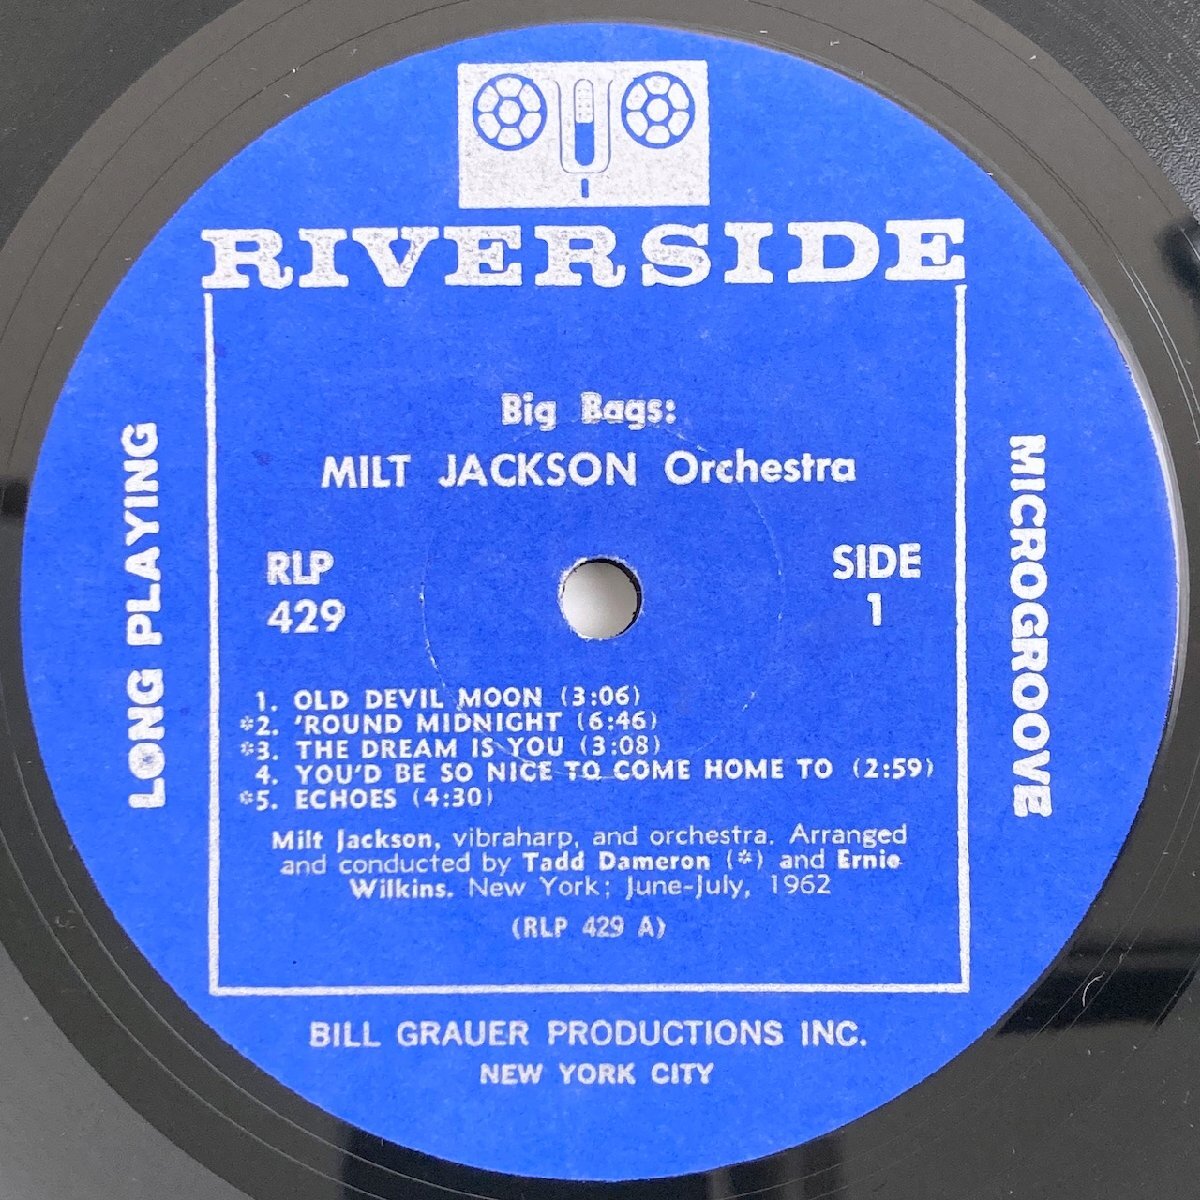 RIVERSIDE
Big Bags:
MILT JACKSON Orchestra
RLP
429
SIDE
1
LONG PLAYING
MICROGROOVE
1. OLD DEVIL MOON (3:06)
*2. 'ROUND MIDNIGHT (6:46)
*3. THE DREAM IS YOU (3:08)
4. YOU'D BE SO NICE TO COME HOME TO (2:59)
*5. ECHOES (4:30)
Milt Jackson, vibraharp, and orchestra. Arranged
and conducted by Tadd Dameron (*) and Ernie
Wilkins. New York; June-July, 1962
(RLP 429 A)
BILL GRAUER PRODUCTIONS INC.
NEW YORK CITY